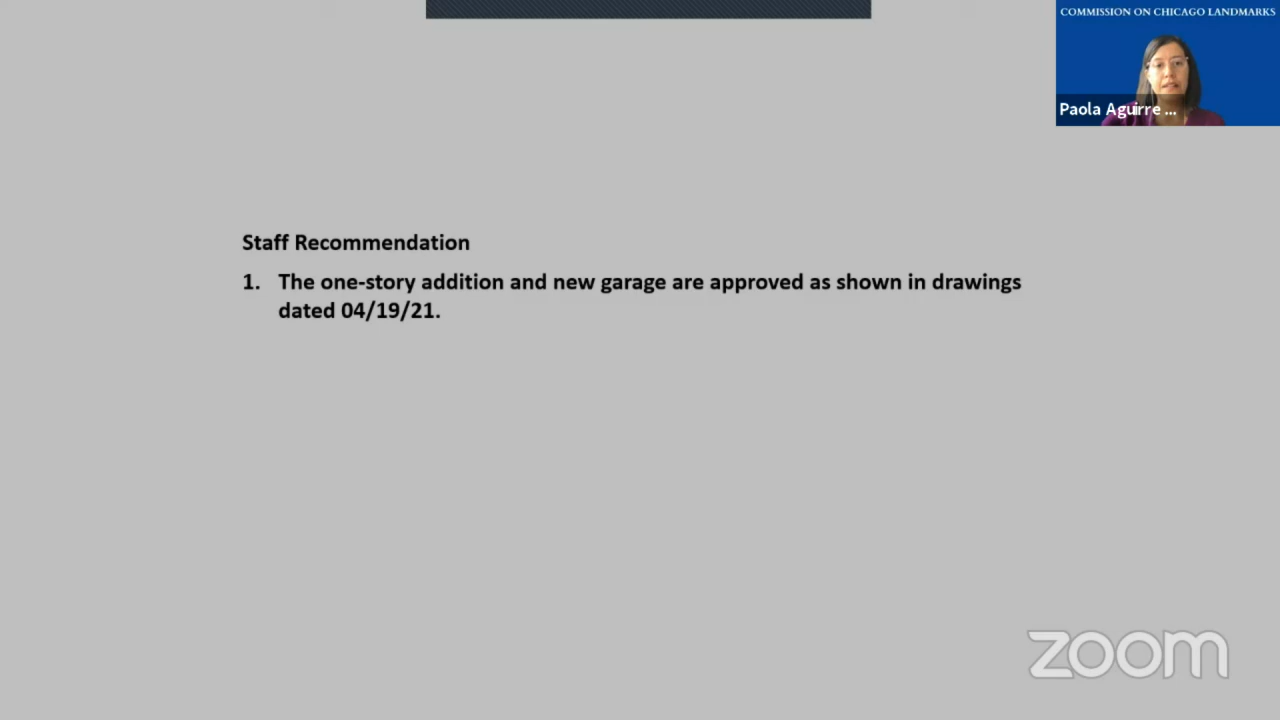 COMMISSION ON CHICAGO LANDMARKS
Paola Aguirre ...
Staff Recommendation
1. The one-story addition and new garage are approved as shown in drawings
dated 04/19/21.
zoom